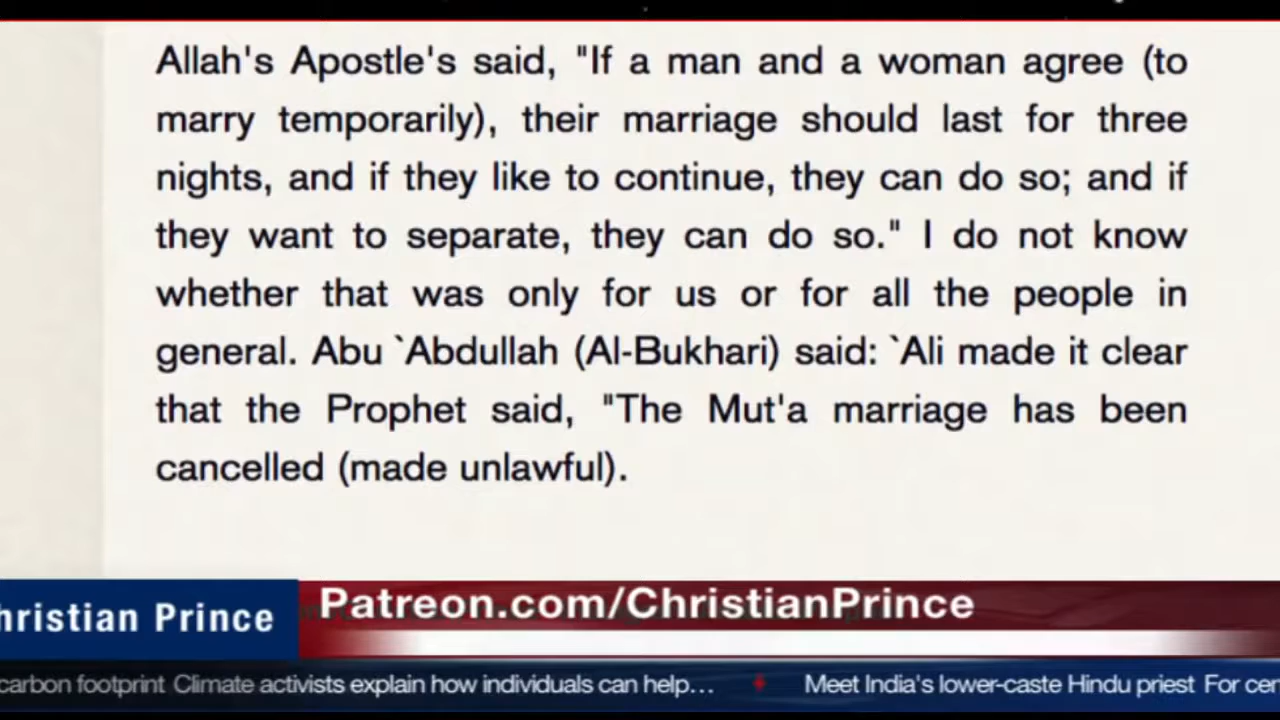 Allah's Apostle's said, "If a man and a woman agree (to
marry temporarily), their marriage should last for three
nights, and if they like to continue, they can do so; and if
they want to separate, they can do so." I do not know
whether that was only for us or for all the people in
general. Abu `Abdullah (Al-Bukhari) said: `Ali made it clear
that the Prophet said, "The Mut'a marriage has been
cancelled (made unlawful).
hristian Prince
Patreon.com/ChristianPrince
carbon footprint Climate activists explain how individuals can help... Meet India's lower-caste Hindu priest For cen